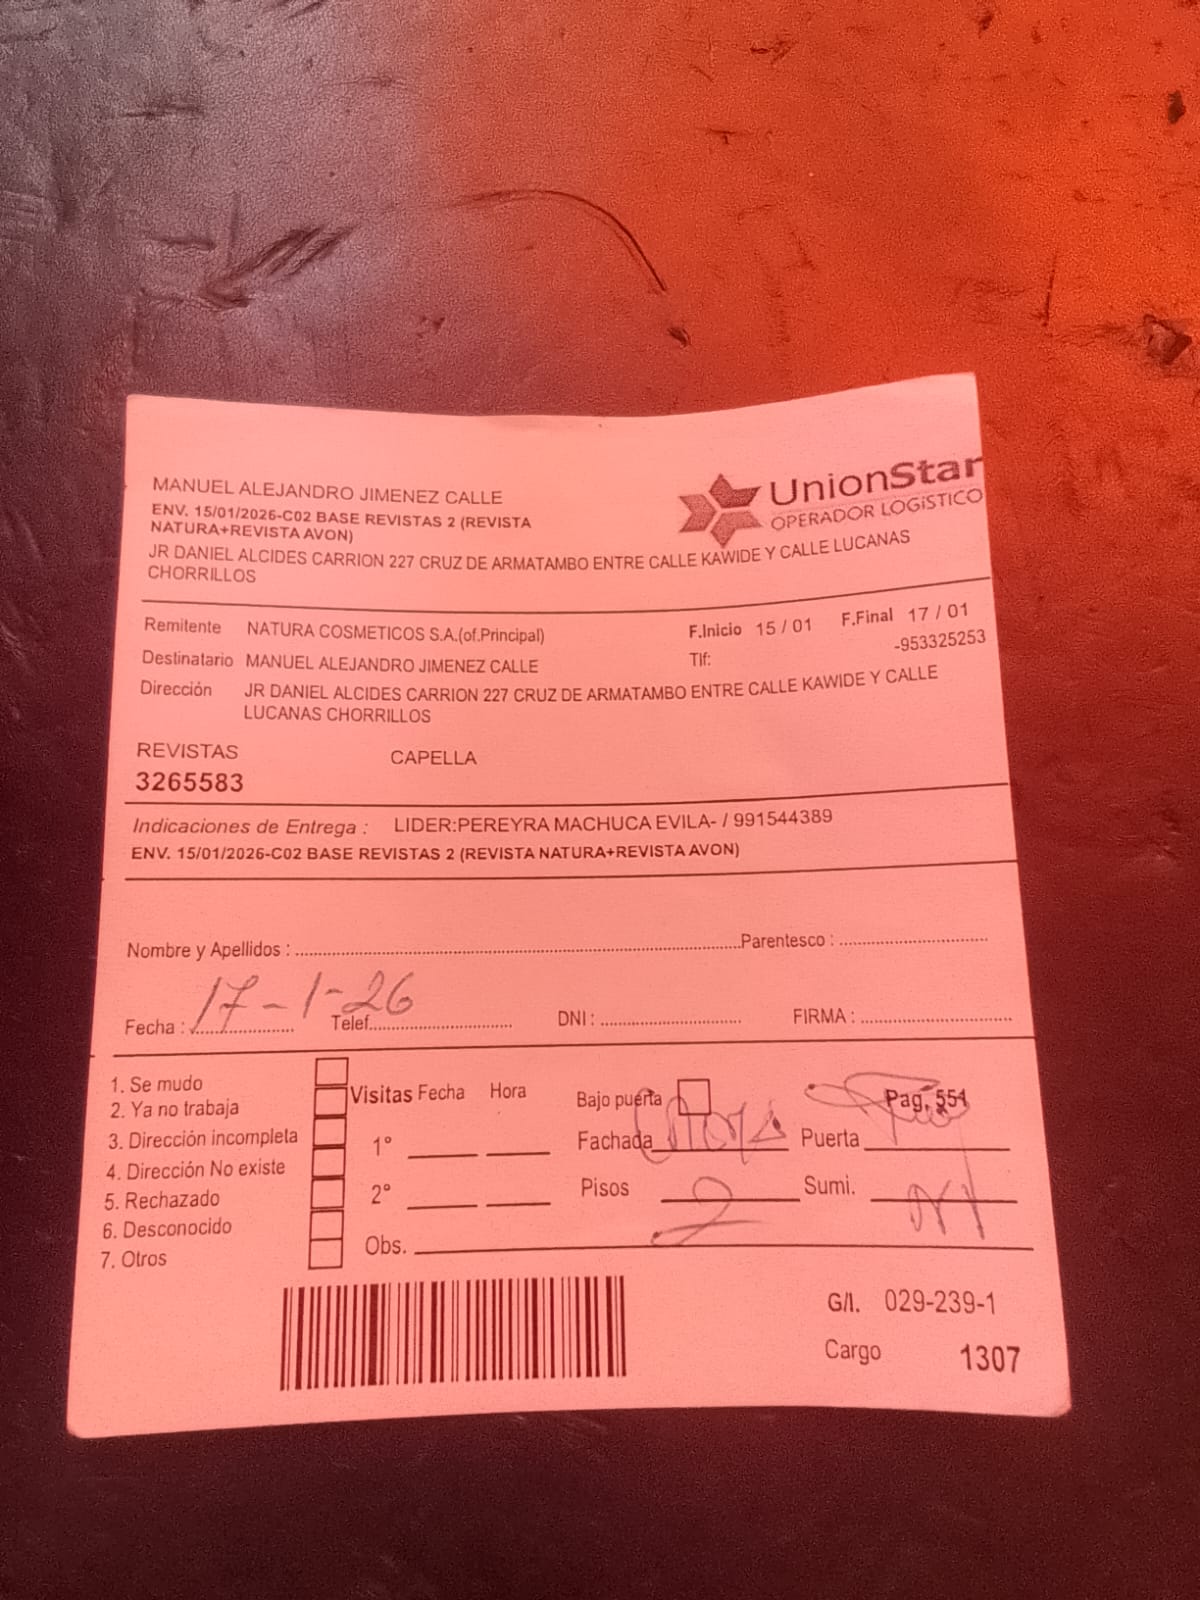 MANUEL ALEJANDRO JIMENEZ CALLE
UnionStar
OPERADOR LOGíSTICO
ENV. 15/01/2026-C02 BASE REVISTAS 2 (REVISTA
NATURA+REVISTA AVON)
JR DANIEL ALCIDES CARRION 227 CRUZ DE ARMATAMBO ENTRE CALLE KAWIDE Y CALLE LUCANAS
CHORRILLOS
Remitente NATURA COSMETICOS S.A.(of.Principal) F.Inicio 15 / 01 F.Final 17 / 01
Destinatario MANUEL ALEJANDRO JIMENEZ CALLE Tlf: -953325253
Dirección JR DANIEL ALCIDES CARRION 227 CRUZ DE ARMATAMBO ENTRE CALLE KAWIDE Y CALLE
LUCANAS CHORRILLOS
REVISTAS CAPELLA
3265583
Indicaciones de Entrega : LIDER:PEREYRA MACHUCA EVILA- / 991544389
ENV. 15/01/2026-C02 BASE REVISTAS 2 (REVISTA NATURA+REVISTA AVON)
Nombre y Apellidos : Parentesco :
Fecha : 17-1-26 Telef. DNI : FIRMA :
1. Se mudo
2. Ya no trabaja
3. Dirección incompleta
4. Dirección No existe
5. Rechazado
6. Desconocido
7. Otros
Visitas Fecha Hora
1°
2°
Obs.
Bajo puerta Pag. 551
Fachada Puerta
Pisos 2 Sumi.
G/I. 029-239-1
Cargo 1307